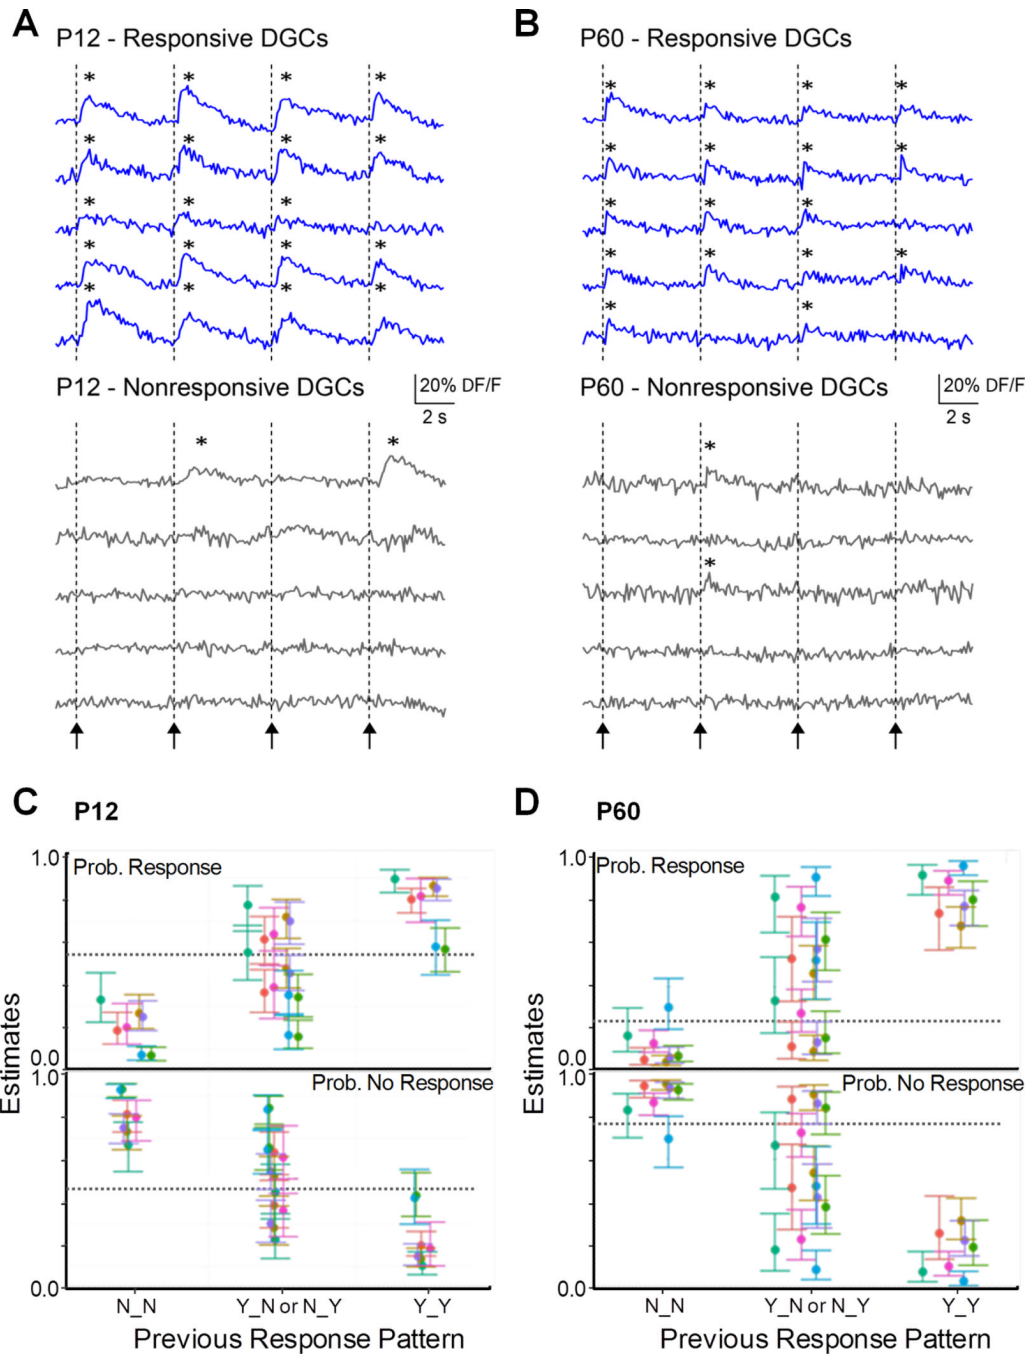 A
P12 - Responsive DGCs
* * * *
* * * *
* * *
* * * *
* * * *
P12 - Nonresponsive DGCs
20% DF/F
2 s
* *
B
P60 - Responsive DGCs
* * * *
* * * *
* * *
* * * *
* *
P60 - Nonresponsive DGCs
20% DF/F
2 s
*
*
C P12
1.0
Prob. Response
0.0
1.0
Prob. No Response
0.0
Estimates
N_N Y_N or N_Y Y_Y
Previous Response Pattern
D P60
1.0
Prob. Response
0.0
1.0
Prob. No Response
0.0
Estimates
N_N Y_N or N_Y Y_Y
Previous Response Pattern